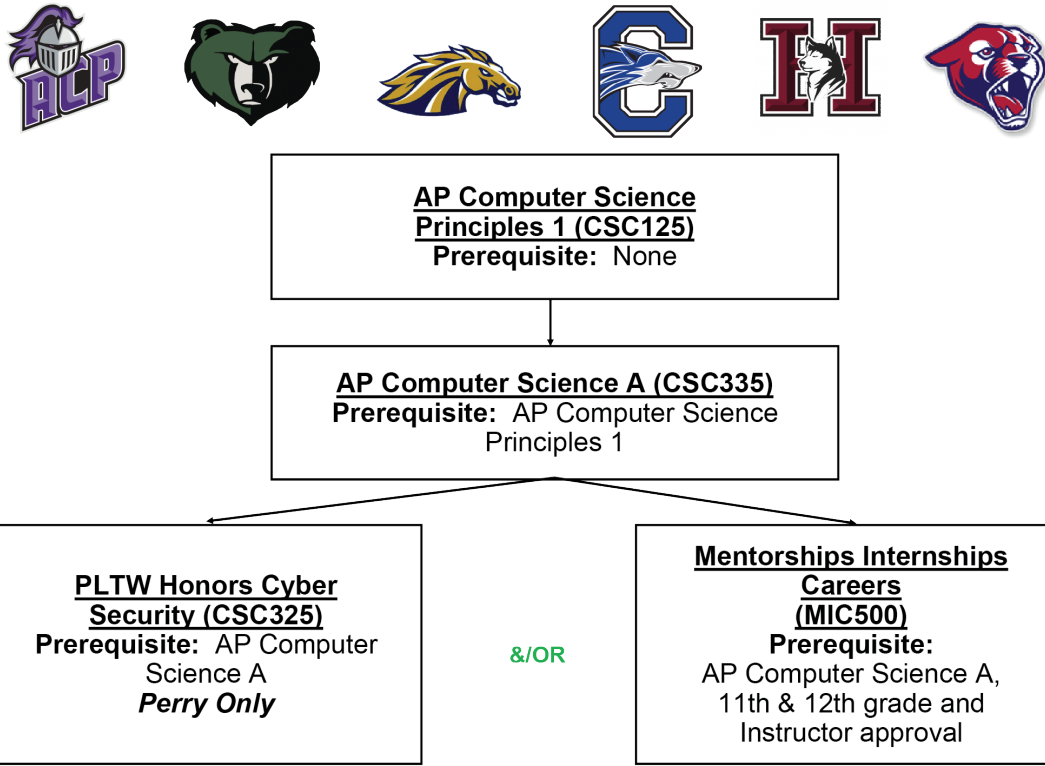 ACP
C
H
AP Computer Science
Principles 1 (CSC125)
Prerequisite: None
AP Computer Science A (CSC335)
Prerequisite: AP Computer Science
Principles 1
PLTW Honors Cyber
Security (CSC325)
Prerequisite: AP Computer
Science A
Perry Only
&/OR
Mentorships Internships
Careers
(MIC500)
Prerequisite:
AP Computer Science A,
11th & 12th grade and
Instructor approval